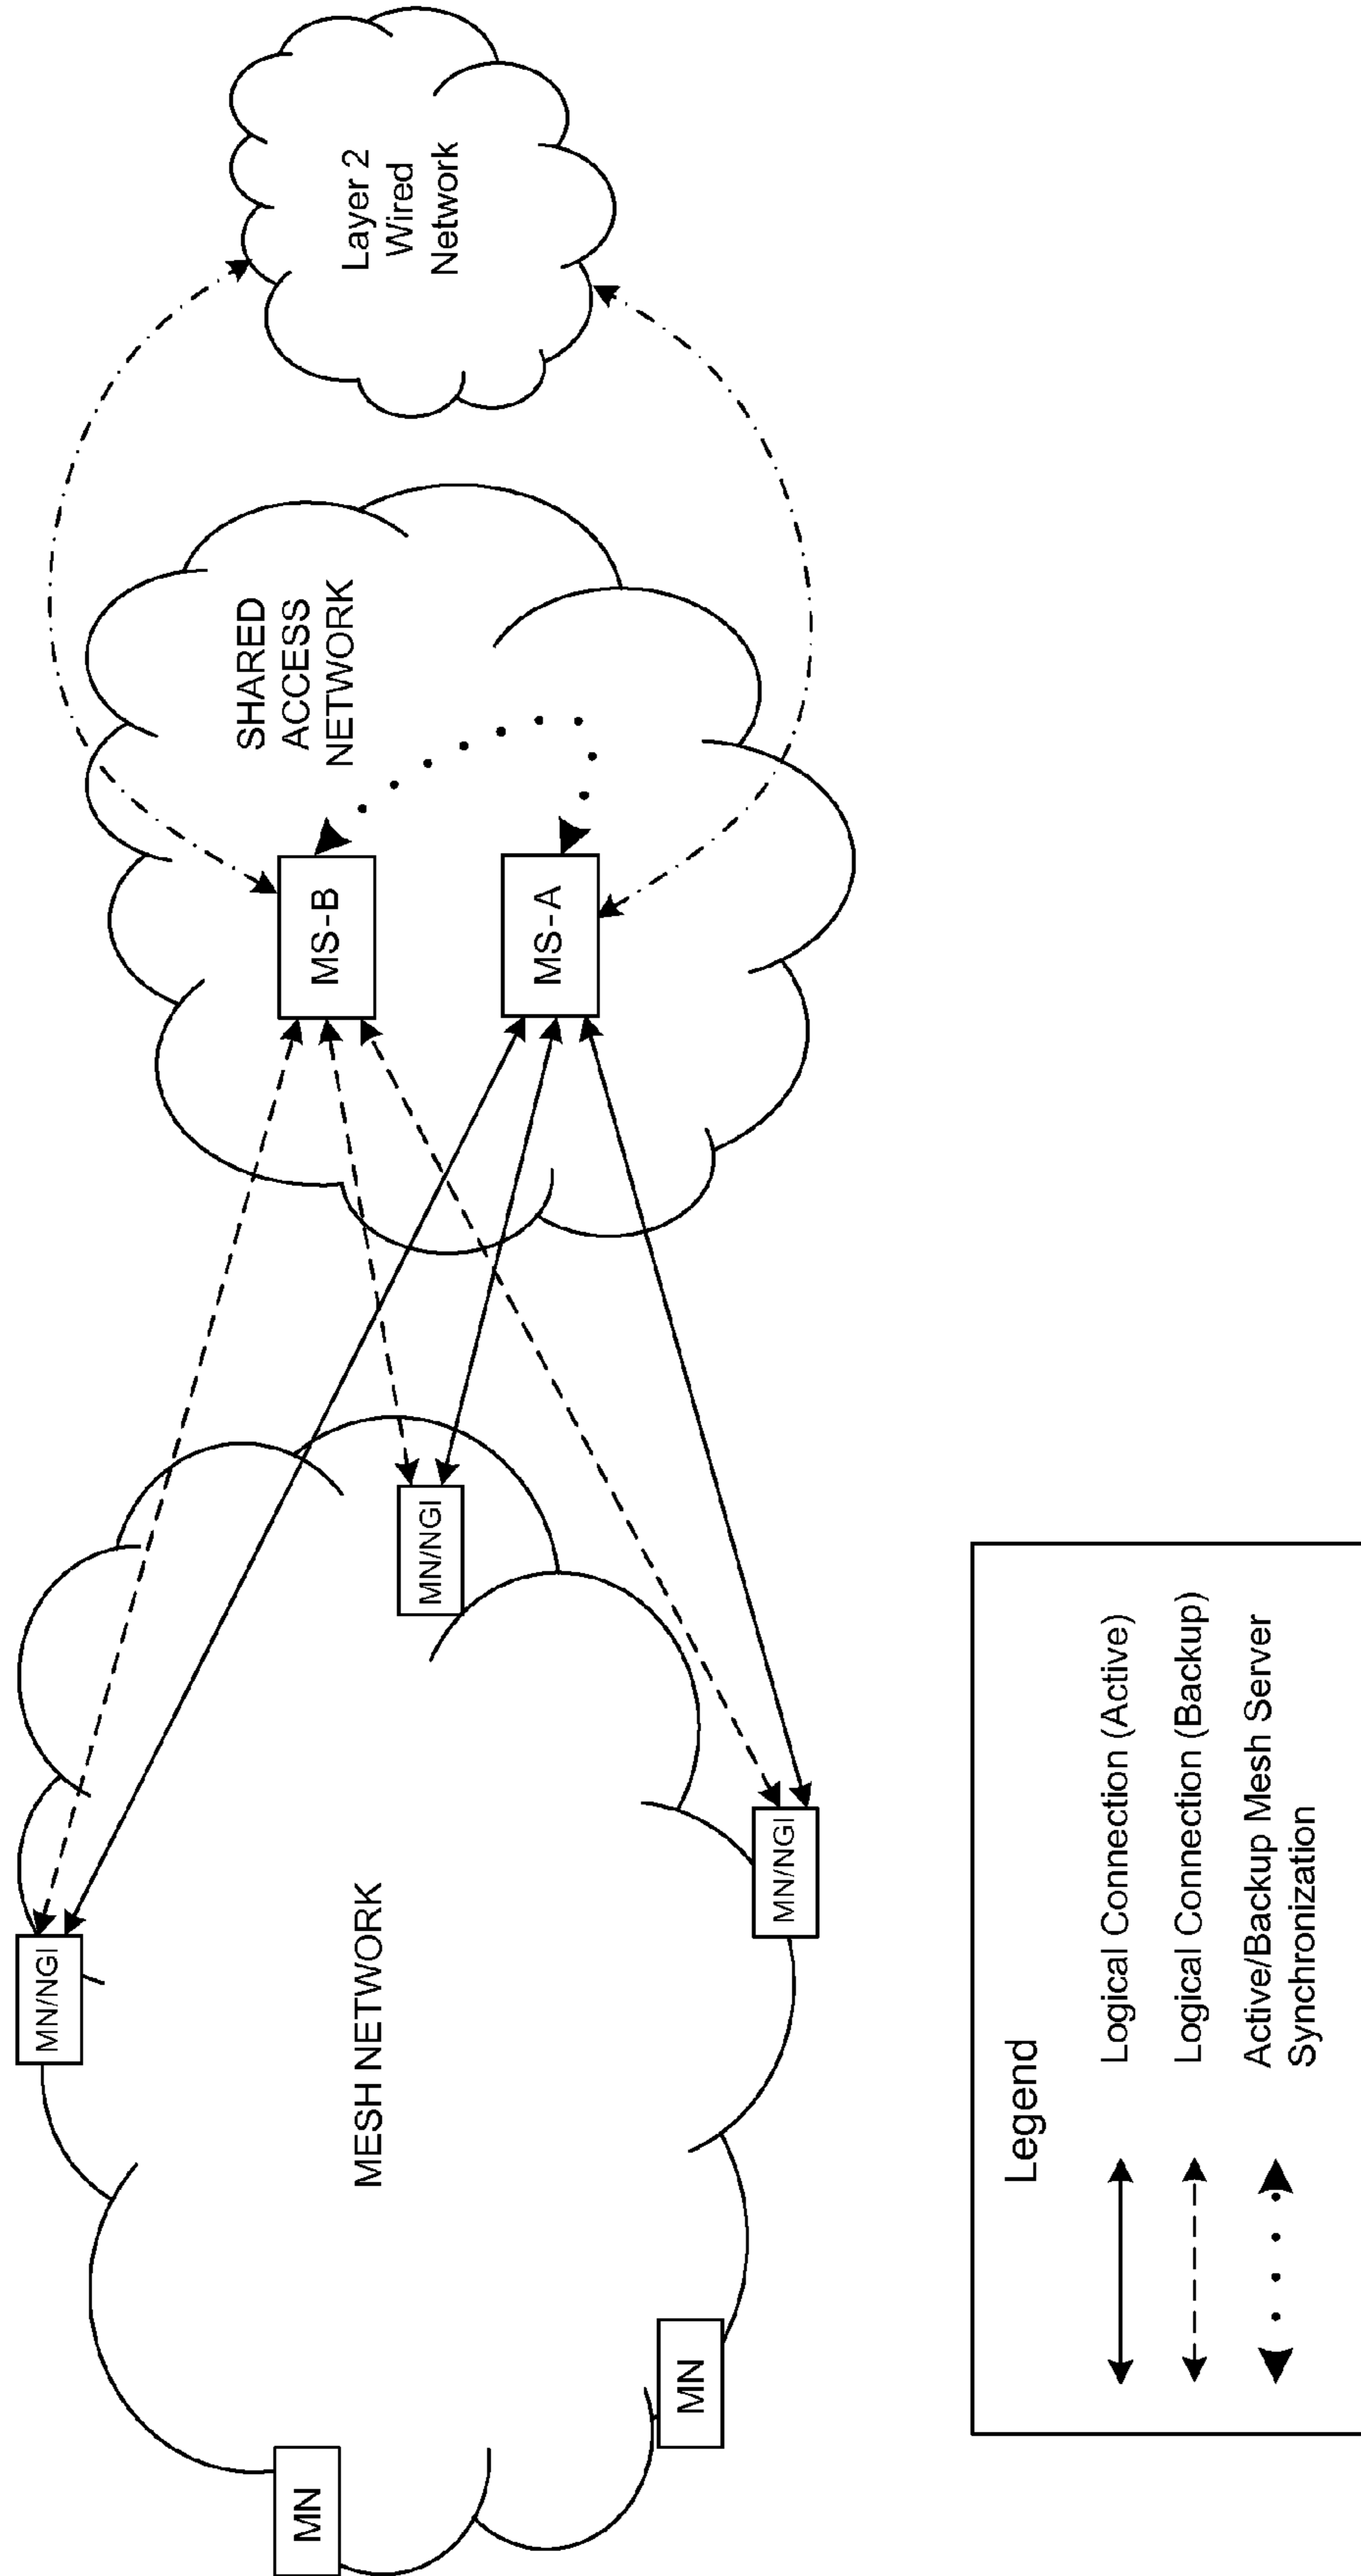 MN
MN
MESH NETWORK
MN/NGI
MN/NGI
MN/NGI
MS-B
MS-A
SHARED
ACCESS
NETWORK
Layer 2
Wired
Network
Legend
Logical Connection (Active)
Logical Connection (Backup)
Active/Backup Mesh Server
Synchronization